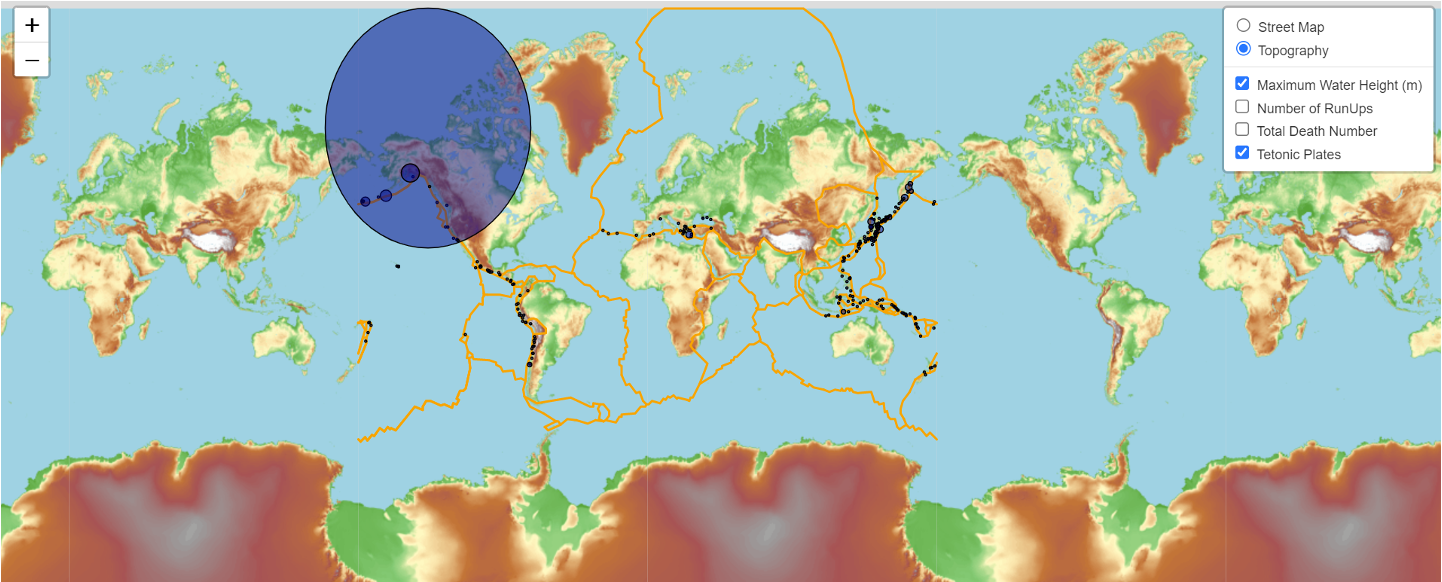 +
−
Street Map
Topography
Maximum Water Height (m)
Number of RunUps
Total Death Number
Tetonic Plates